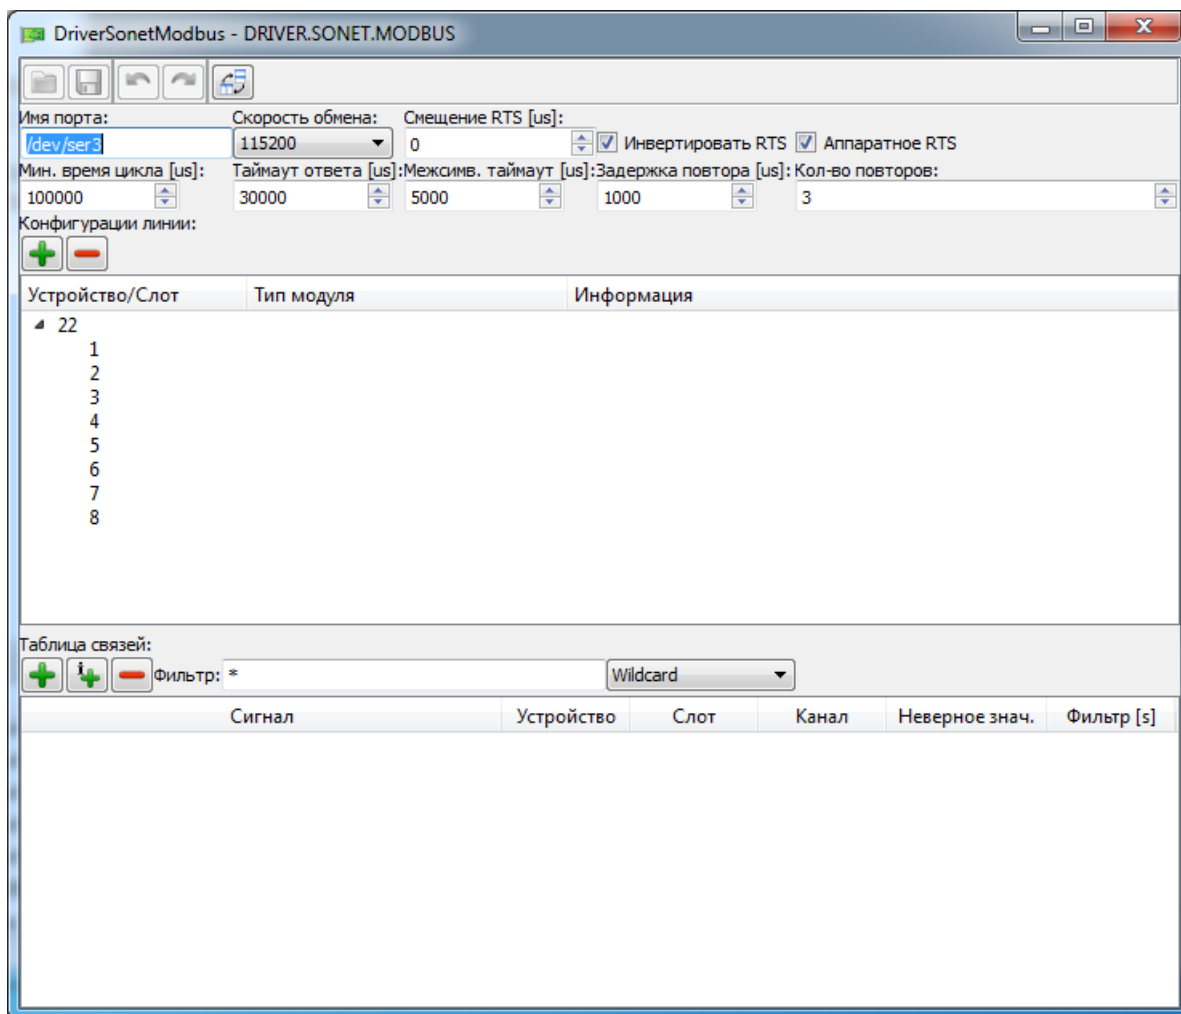 DriverSonetModbus - DRIVER.SONET.MODBUS
Имя порта: Скорость обмена: Смещение RTS [us]:
/dev/ser3 115200 0 Инвертировать RTS Аппаратное RTS
Мин. время цикла [us]: Таймаут ответа [us]: Межсимв. таймаут [us]: Задержка повтора [us]: Кол-во повторов:
100000 30000 5000 1000 3
Конфигурации линии:
Устройство/Слот Тип модуля Информация
22
1
2
3
4
5
6
7
8
Таблица связей:
i Фильтр: * Wildcard
Сигнал Устройство Слот Канал Неверное знач. Фильтр [s]